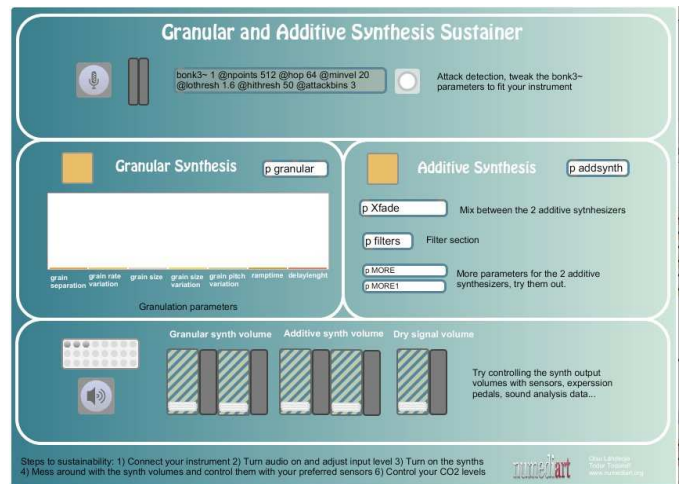 Granular and Additive Synthesis Sustainer
bonk3~ 1 @npoints 512 @hop 64 @minvel 20
@lothresh 1.6 @hithresh 50 @attackbins 3
Attack detection, tweak the bonk3~
parameters to fit your instrument
Granular Synthesis
p granular
grain separation
grain rate variation
grain size
grain size variation
grain pitch variation
ramptime
delaylenght
Granulation parameters
Additive Synthesis
p addsynth
p Xfade
Mix between the 2 additive sytnhesizers
p filters
Filter section
p MORE
p MORE1
More parameters for the 2 additive
synthesizers, try them out.
Granular synth volume
Additive synth volume
Dry signal volume
Try controlling the synth output
volumes with sensors, experssion
pedals, sound analysis data...
Steps to sustainability: 1) Connect your instrument 2) Turn audio on and adjust input level 3) Turn on the synths
4) Mess around with the synth volumes and control them with your preferred sensors 6) Control your CO2 levels
numediart
www.numediart.org